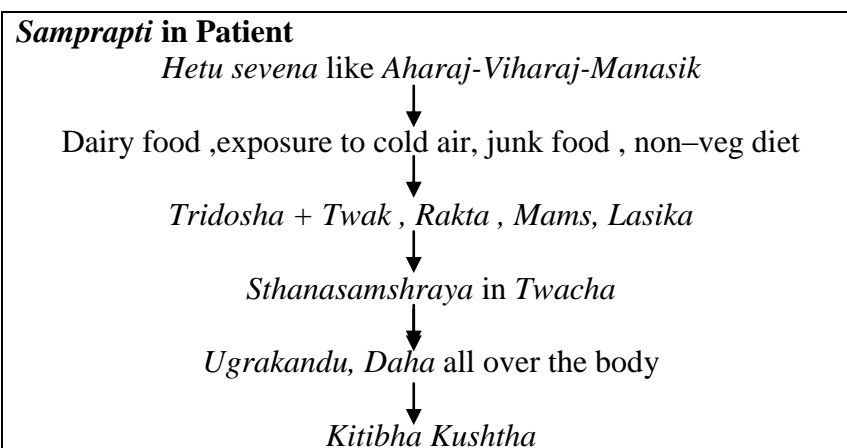 Samprapti in Patient
Hetu sevena like Aharaj-Viharaj-Manasik
Dairy food ,exposure to cold air, junk food , non–veg diet
Tridosha + Twak , Rakta , Mams, Lasika
Sthanasamshraya in Twacha
Ugrakandu, Daha all over the body
Kitibha Kushtha